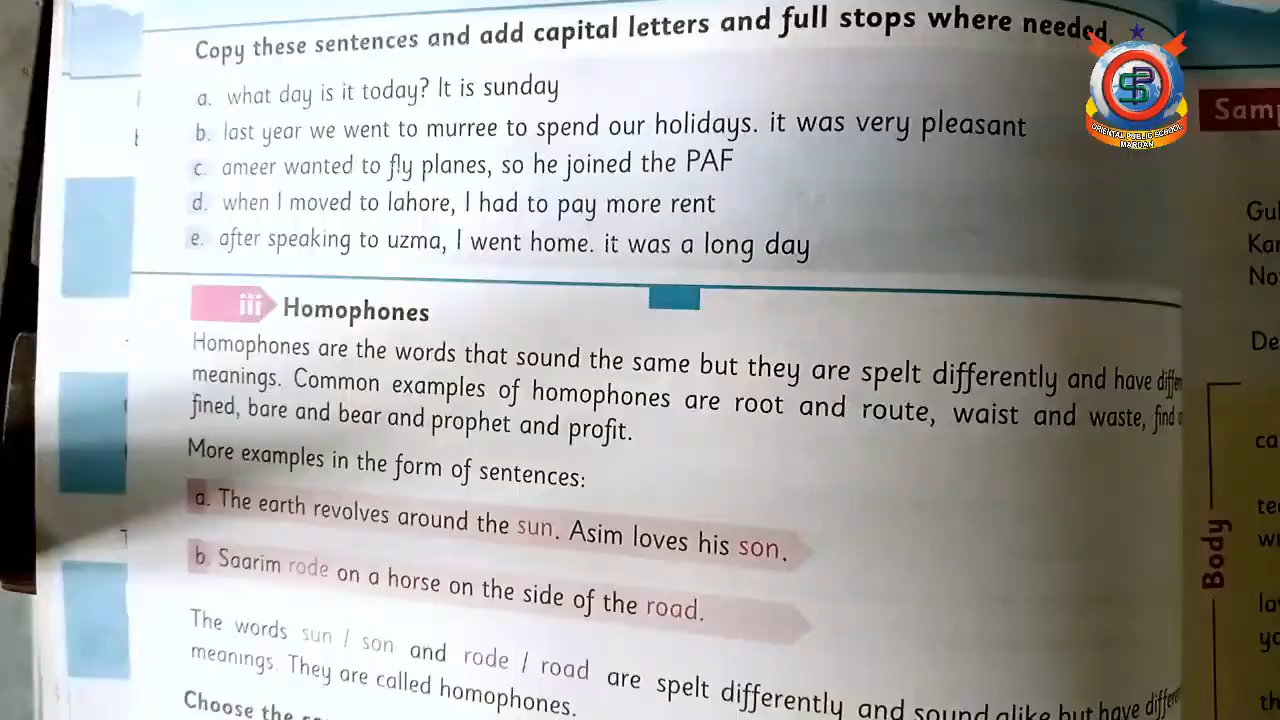 Copy these sentences and add capital letters and full stops where needed.
a. what day is it today? It is sunday
b. last year we went to murree to spend our holidays. it was very pleasant
c. ameer wanted to fly planes, so he joined the PAF
d. when I moved to lahore, I had to pay more rent
e. after speaking to uzma, I went home. it was a long day
iii Homophones
Homophones are the words that sound the same but they are spelt differently and have
meanings. Common examples of homophones are root and route, waist and waste, find
fined, bare and bear and prophet and profit.
More examples in the form of sentences:
a. The earth revolves around the sun. Asim loves his son.
b. Saarim rode on a horse on the side of the road.
The words sun / son and rode / road are spelt differently and sound alike but have
meanings. They are called homophones.
Choose the
ORIENTAL PUBLIC SCHOOL
MARDAN
Body